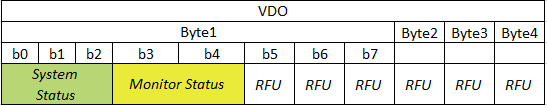 VDO
Byte1 Byte2 Byte3 Byte4
b0 b1 b2 b3 b4 b5 b6 b7
System Status Monitor Status RFU RFU RFU RFU RFU RFU